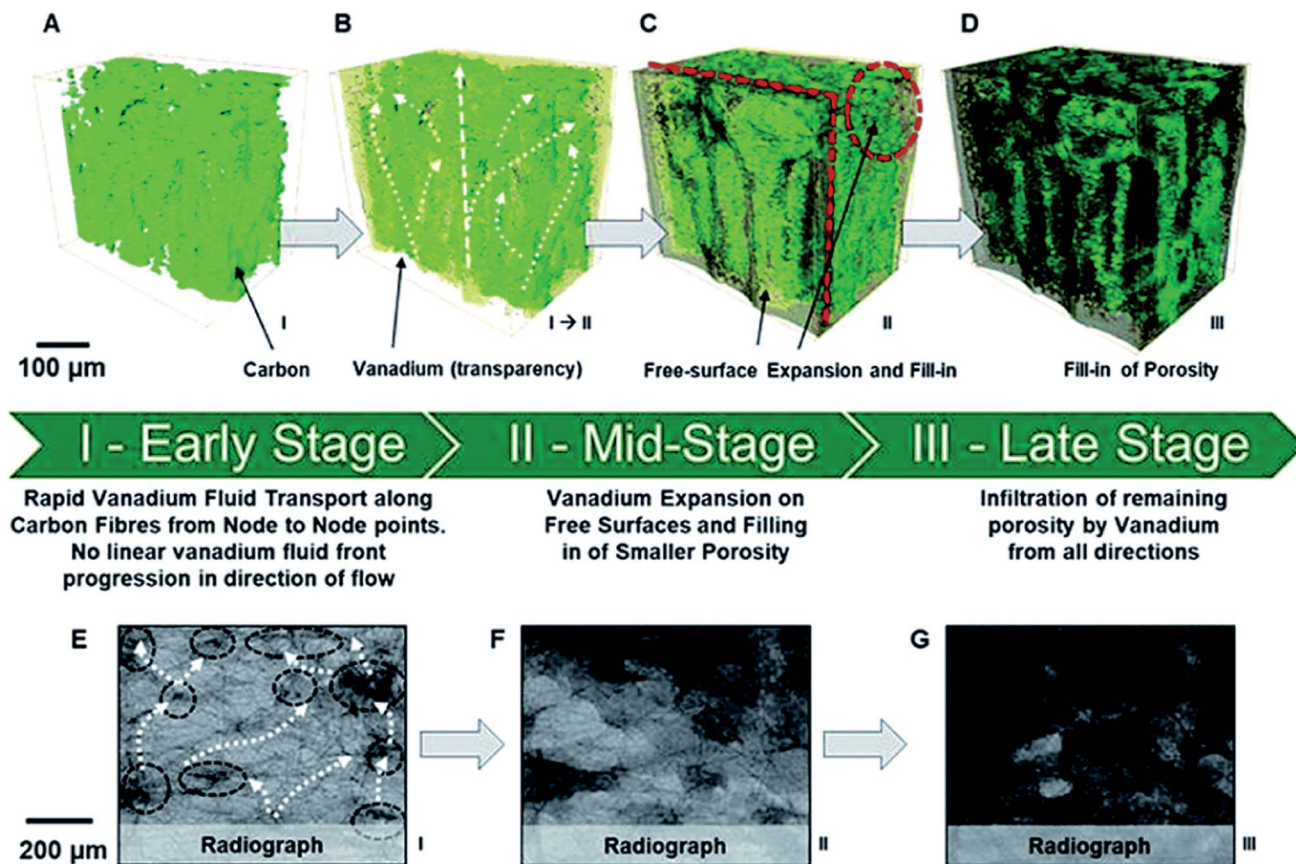 A
B
C
D
I
I → II
II
III
100 µm
Carbon
Vanadium (transparency)
Free-surface Expansion and Fill-in
Fill-in of Porosity
I - Early Stage
II - Mid-Stage
III - Late Stage
Rapid Vanadium Fluid Transport along
Carbon Fibres from Node to Node points.
No linear vanadium fluid front
progression in direction of flow
Vanadium Expansion on
Free Surfaces and Filling
in of Smaller Porosity
Infiltration of remaining
porosity by Vanadium
from all directions
E
F
G
200 µm
Radiograph
I
Radiograph
II
Radiograph
III